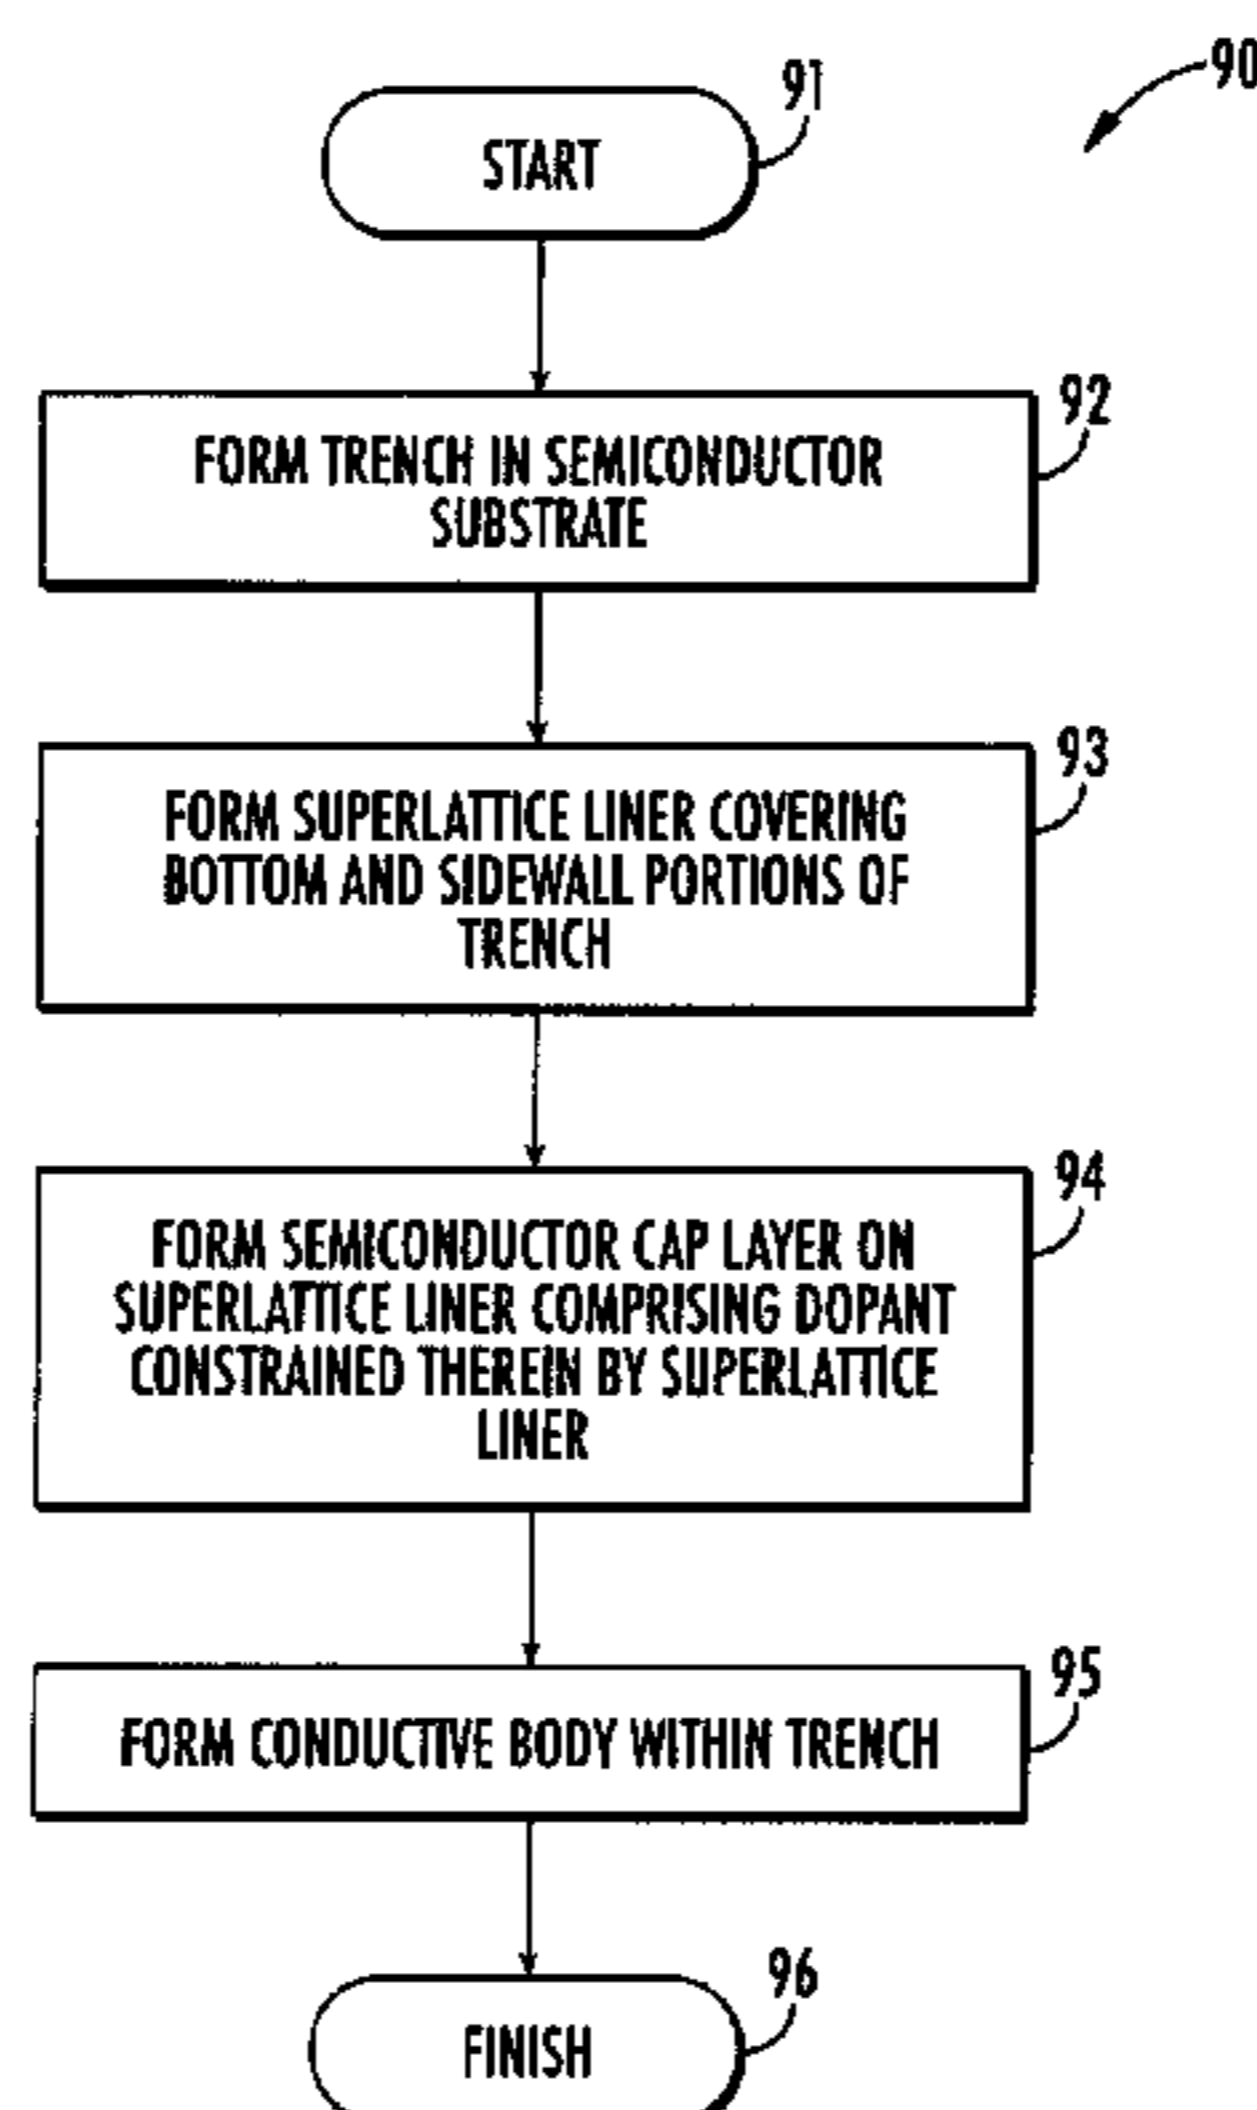 90
91
START
92
FORM TRENCH IN SEMICONDUCTOR
SUBSTRATE
93
FORM SUPERLATTICE LINER COVERING
BOTTOM AND SIDEWALL PORTIONS OF
TRENCH
94
FORM SEMICONDUCTOR CAP LAYER ON
SUPERLATTICE LINER COMPRISING DOPANT
CONSTRAINED THEREIN BY SUPERLATTICE
LINER
95
FORM CONDUCTIVE BODY WITHIN TRENCH
96
FINISH